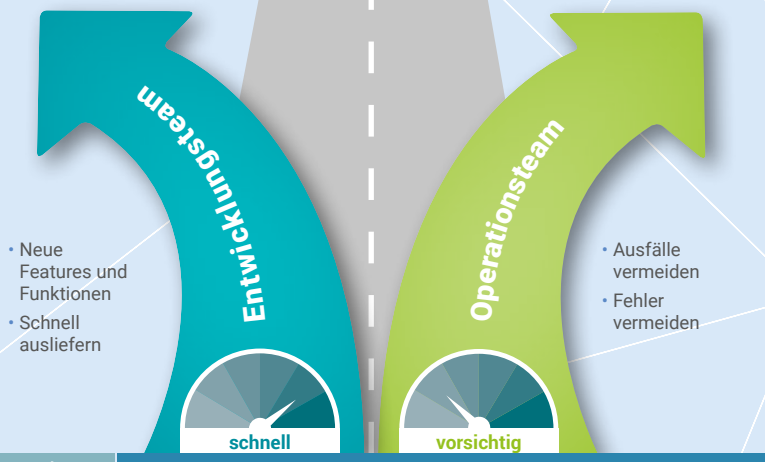 Entwicklungsteam
Operationsteam
• Neue
Features und
Funktionen
• Schnell
ausliefern
• Ausfälle
vermeiden
• Fehler
vermeiden
schnell
vorsichtig